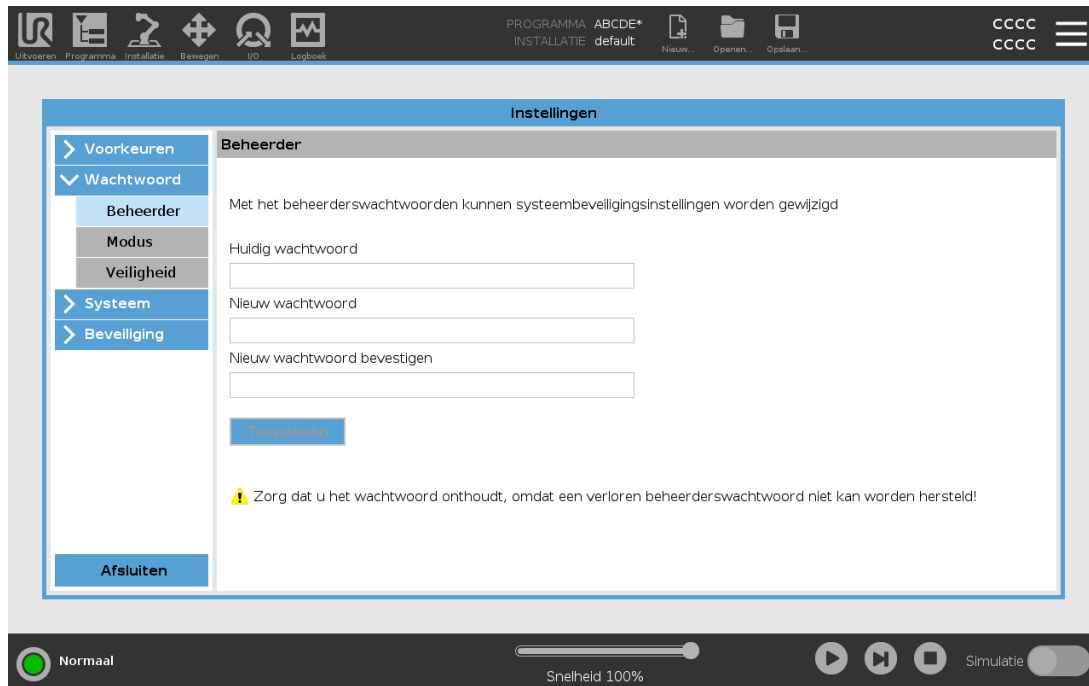 PROGRAMMA ABCDE*
INSTALLATIE default
cccc
cccc
Uitvoeren Programma Installatie Bewegen I/O Logboek Nieuw... Openen... Opslaan...
Instellingen
Voorkeuren
Wachtwoord
Beheerder
Modus
Veiligheid
Systeem
Beveiliging
Afsluiten
Beheerder
Met het beheerderswachtwoorden kunnen systeembeveiligingsinstellingen worden gewijzigd
Huidig wachtwoord
Nieuw wachtwoord
Nieuw wachtwoord bevestigen
Toepassen
Zorg dat u het wachtwoord onthoudt, omdat een verloren beheerderswachtwoord niet kan worden hersteld!
Normaal
Snelheid 100%
Simulatie